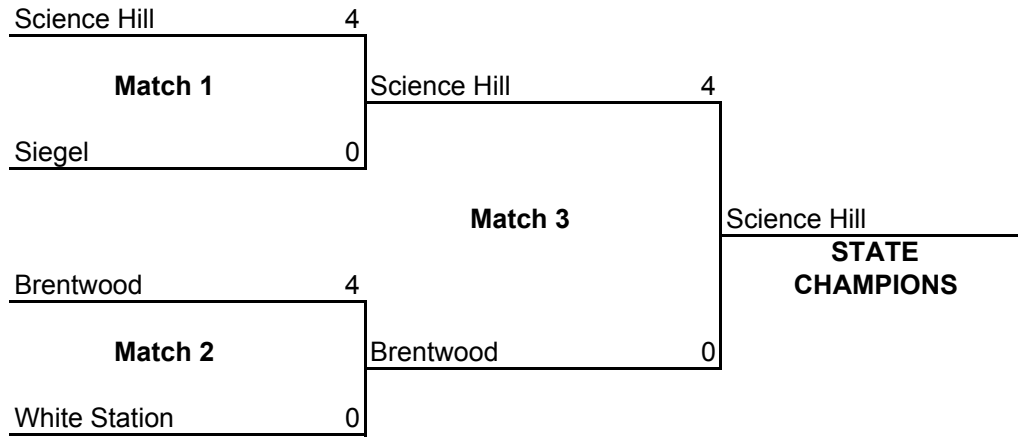 Science Hill 4
Match 1
Science Hill 4
Siegel 0
Match 3
Science Hill
STATE
CHAMPIONS
Brentwood 4
Match 2
Brentwood 0
White Station 0